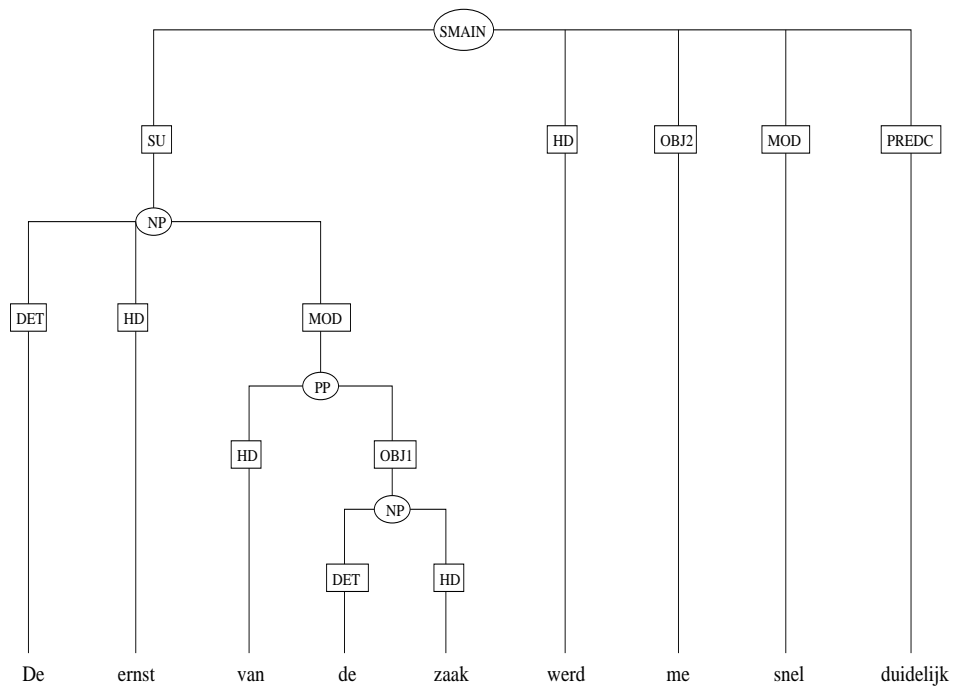 SMAIN
SU HD OBJ2 MOD PREDC
NP
DET HD MOD
PP
HD OBJ1
NP
DET HD
De ernst van de zaak werd me snel duidelijk